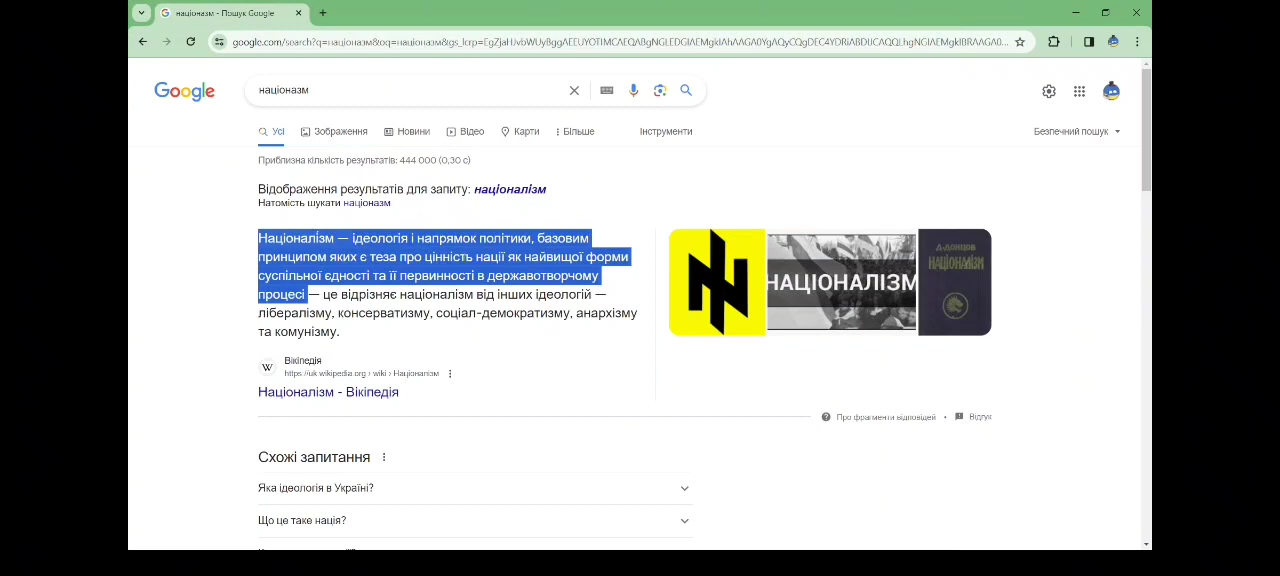 націоназм - Пошук Google
google.com/search?q=націоназм&oq=націоназм&gs_lcrp=
Google
націоназм
Усі Зображення Новини Відео Карти Більше Інструменти Безпечний пошук
Приблизна кількість результатів: 444 000 (0,30 с)
Відображення результатів для запиту: націоналізм
Натомість шукати націоназм
Націоналі́зм — ідеологія і напрямок політики, базовим
принципом яких є теза про цінність нації як найвищої форми
суспільної єдності та її первинності в державотворчому
процесі — це відрізняє націоналізм від інших ідеологій —
лібералізму, консерватизму, соціал-демократизму, анархізму
та комунізму.
НАЦІОНАЛІЗМ
Д.ДОНЦОВ
НАЦІОНАЛІЗМ
W
Вікіпедія
https://uk.wikipedia.org › wiki › Націоналізм
Націоналізм - Вікіпедія
Про фрагменти відповідей • Відгук
Схожі запитання
Яка ідеологія в Україні?
Що це таке нація?